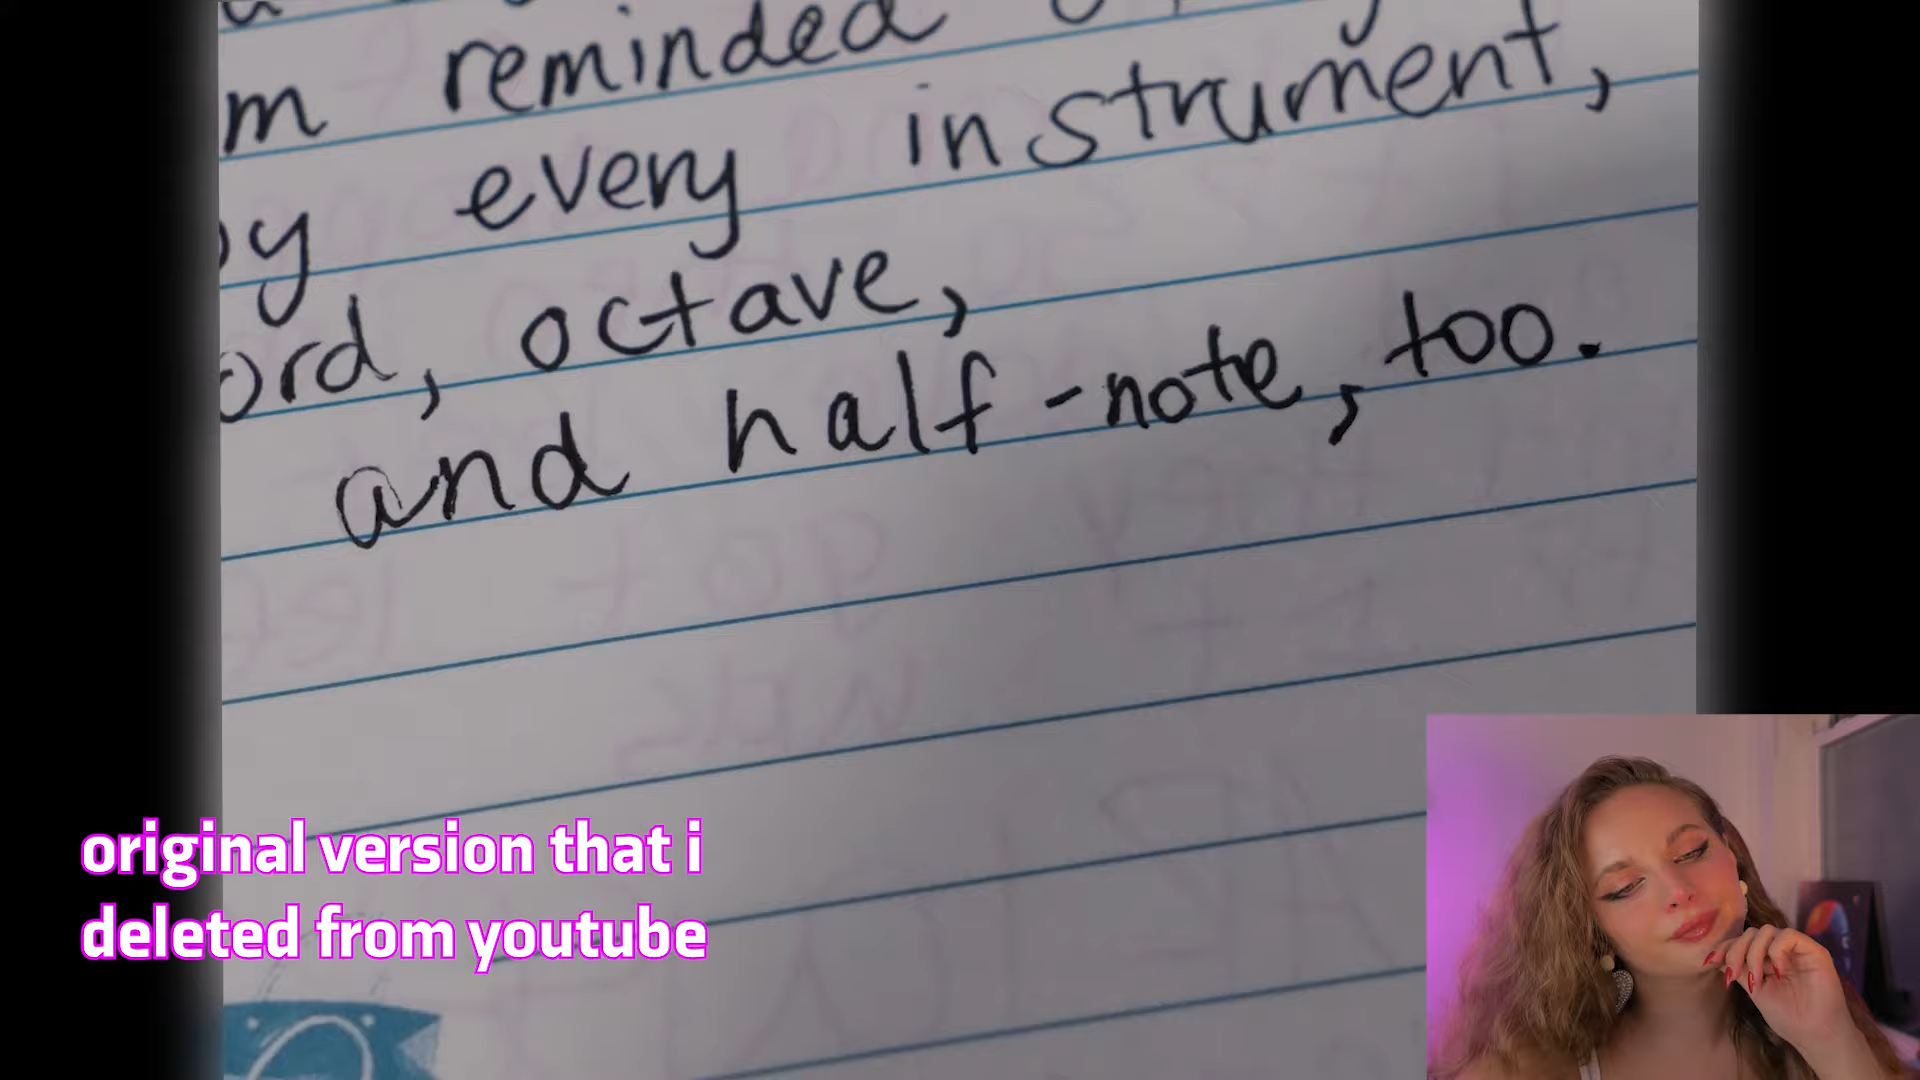 m reminded
y every instrument,
ord, octave,
and half-note, too.
original version that i
deleted from youtube